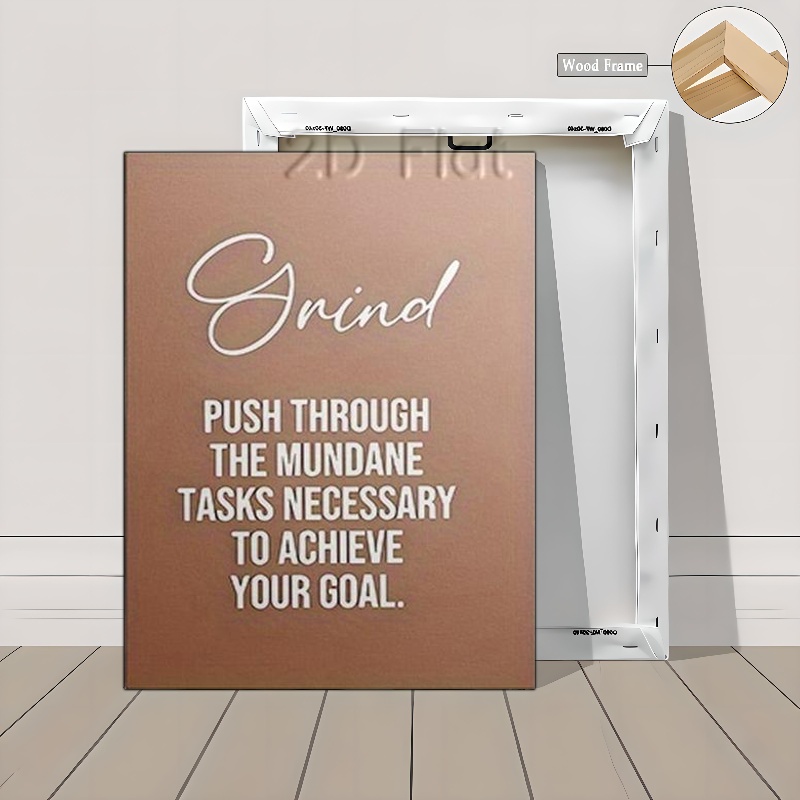 Wood Frame
2D Flat
Grind
PUSH THROUGH
THE MUNDANE
TASKS NECESSARY
TO ACHIEVE
YOUR GOAL.